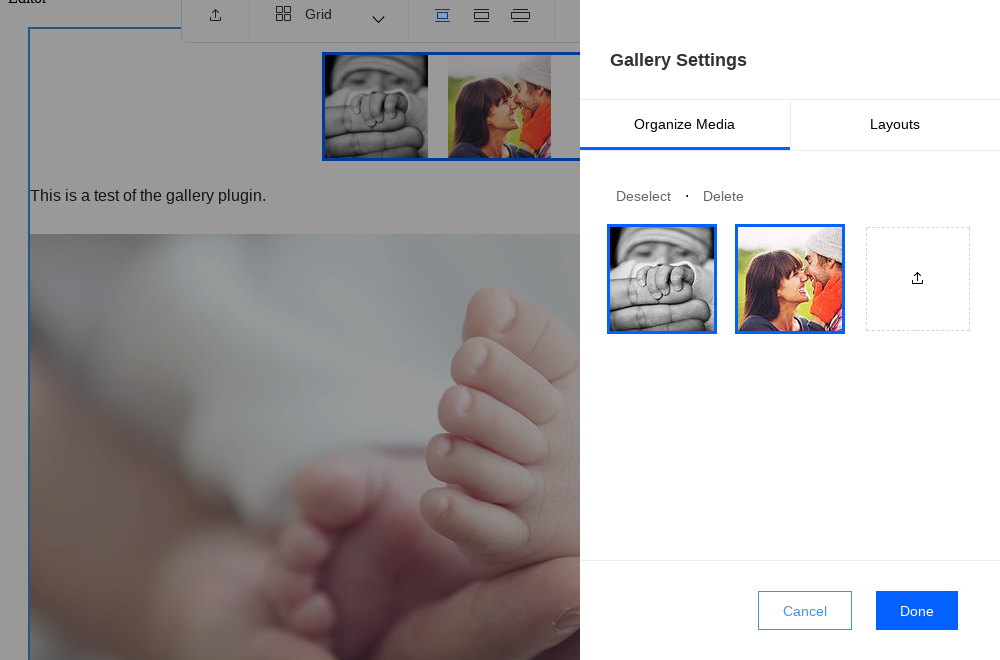 Editor
Grid
Gallery Settings
Organize Media
Layouts
This is a test of the gallery plugin.
Deselect · Delete
Cancel
Done